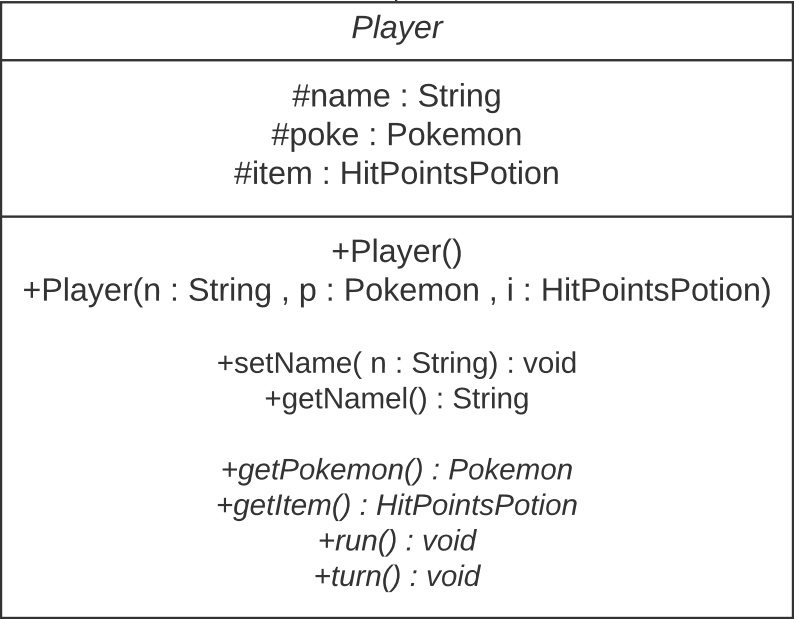 Player
#name : String
#poke : Pokemon
#item : HitPointsPotion
+Player()
+Player(n : String , p : Pokemon , i : HitPointsPotion)
+setName( n : String) : void
+getNamel() : String
+getPokemon() : Pokemon
+getItem() : HitPointsPotion
+run() : void
+turn() : void